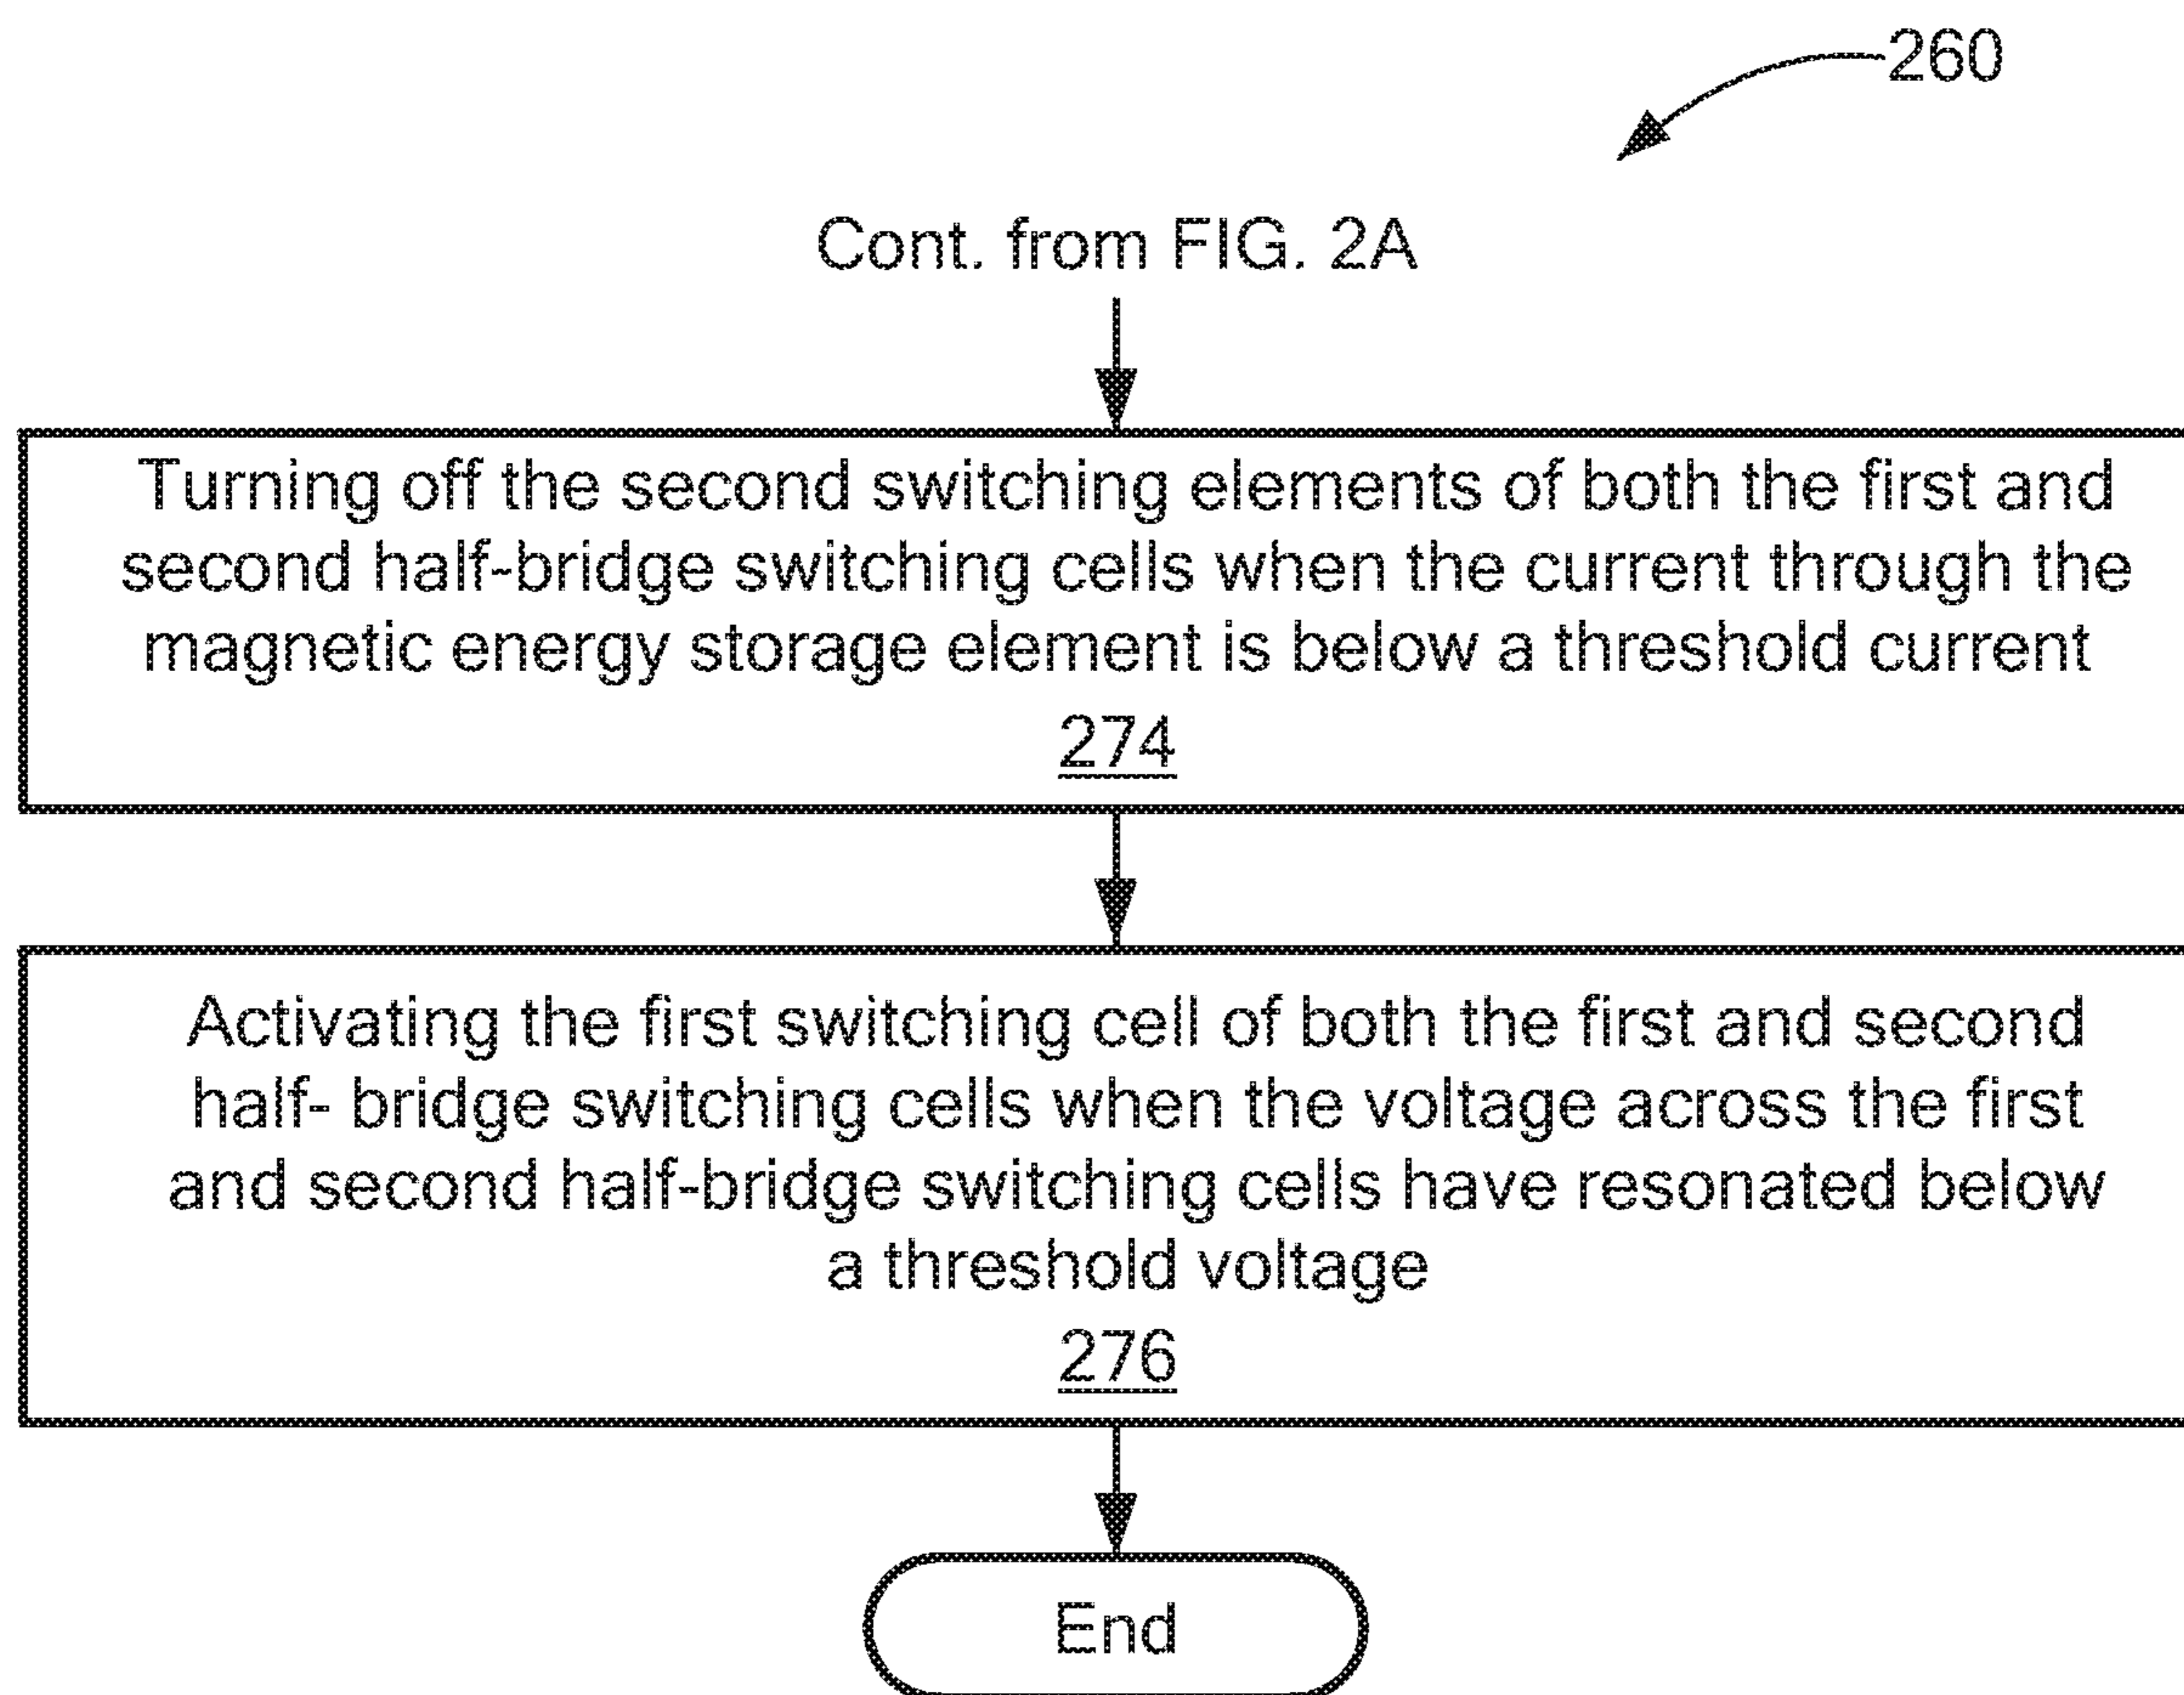 260
Cont. from FIG. 2A
Turning off the second switching elements of both the first and
second half-bridge switching cells when the current through the
magnetic energy storage element is below a threshold current
274
Activating the first switching cell of both the first and second
half- bridge switching cells when the voltage across the first
and second half-bridge switching cells have resonated below
a threshold voltage
276
End